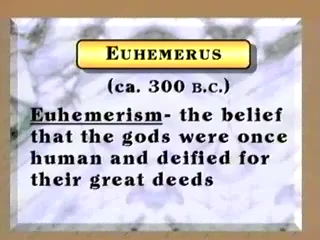 EUHEMERUS
(ca. 300 B.C.)
Euhemerism- the belief
that the gods were once
human and deified for
their great deeds